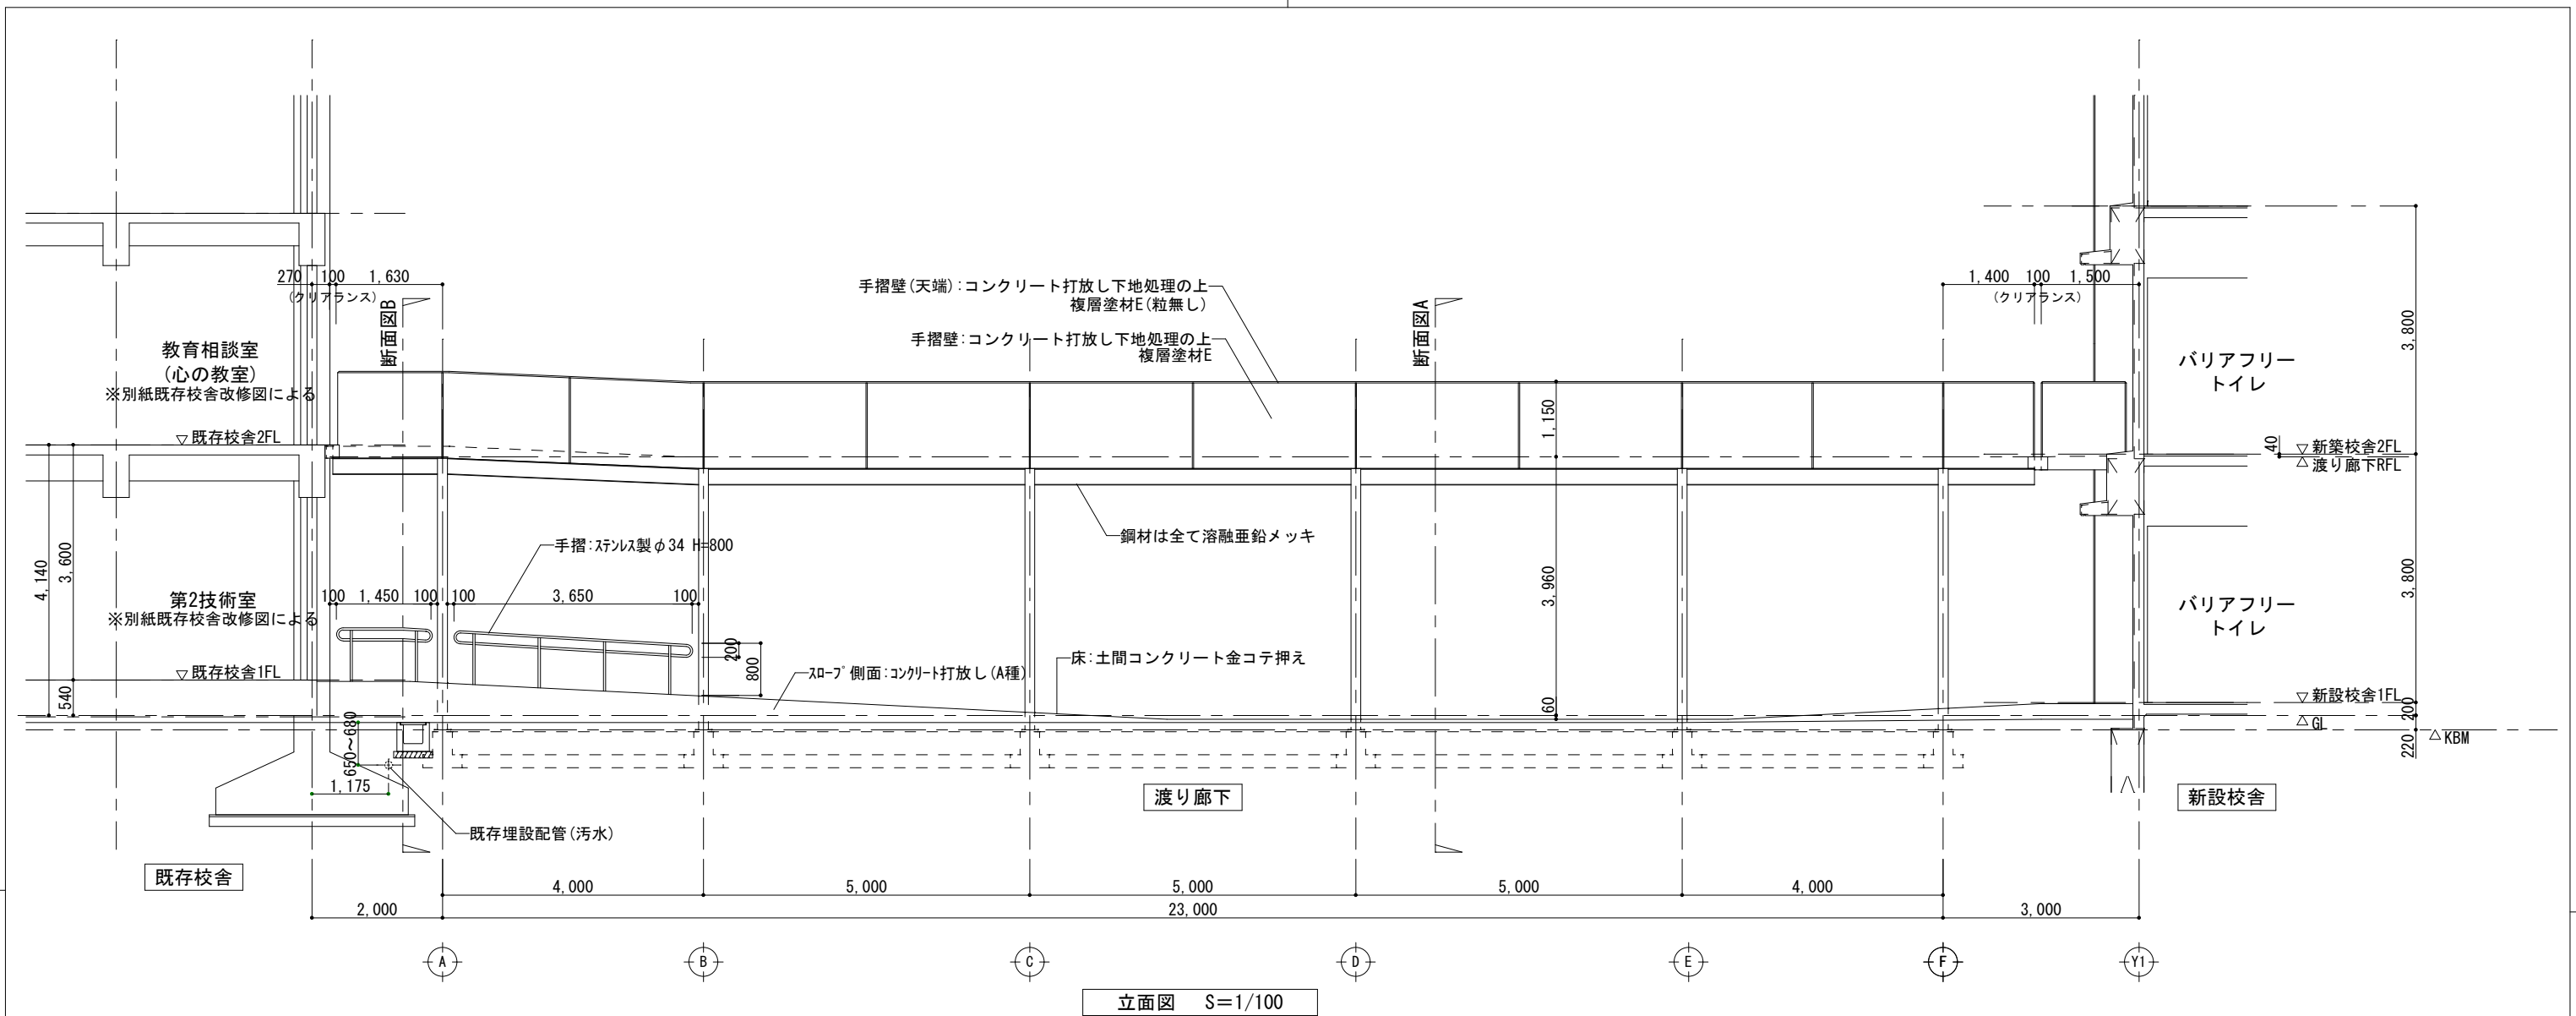 270 100 1,630
(クリアランス)
断面図B
手摺壁(天端):コンクリート打放し下地処理の上
複層塗材E(粒無し)
手摺壁:コンクリート打放し下地処理の上
複層塗材E
断面図A
1,400 100 1,500
(クリアランス)
3,800
教育相談室
(心の教室)
※別紙既存校舎改修図による
バリアフリー
トイレ
1,150
▽既存校舎2FL
40
▽新築校舎2FL
△渡り廊下RFL
鋼材は全て溶融亜鉛メッキ
手摺:ステンレス製φ34 H=800
4,140
3,600
3,960
3,800
第2技術室
※別紙既存校舎改修図による
100 1,450 100 100 3,650 100
バリアフリー
トイレ
200
800
スロープ側面:コンクリート打放し(A種)
床:土間コンクリート金コテ押え
▽既存校舎1FL
540
60
▽新設校舎1FL
200
△GL
220
△KBM
650~680
1,175
既存埋設配管(汚水)
渡り廊下
新設校舎
既存校舎
4,000 5,000 5,000 5,000 4,000
2,000 23,000 3,000
A B C D E F Y1
立面図 S=1/100